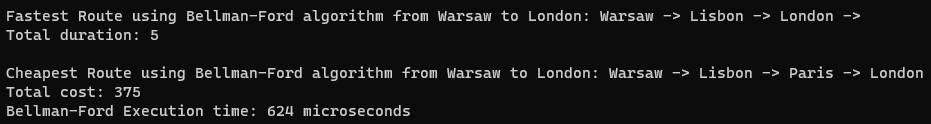 Fastest Route using Bellman-Ford algorithm from Warsaw to London: Warsaw -> Lisbon -> London ->
Total duration: 5
Cheapest Route using Bellman-Ford algorithm from Warsaw to London: Warsaw -> Lisbon -> Paris -> London
Total cost: 375
Bellman-Ford Execution time: 624 microseconds